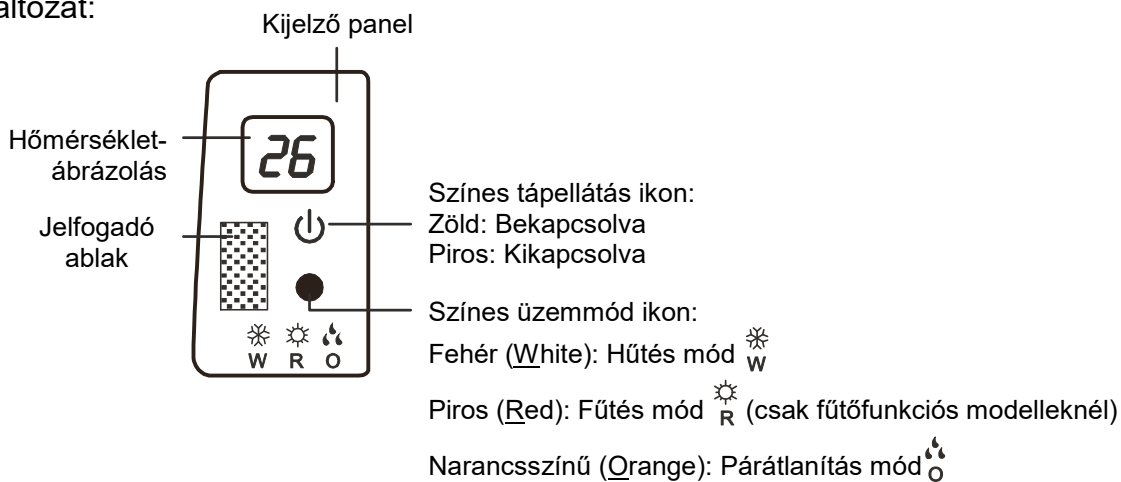 Kijelző panel
Hőmérséklet-
ábrázolás
26
Jelfogadó
ablak
W R O
Színes tápellátás ikon:
Zöld: Bekapcsolva
Piros: Kikapcsolva
Színes üzemmód ikon:
Fehér (White): Hűtés mód W
Piros (Red): Fűtés mód R (csak fűtőfunkciós modelleknél)
Narancsszínű (Orange): Párátlanítás mód O